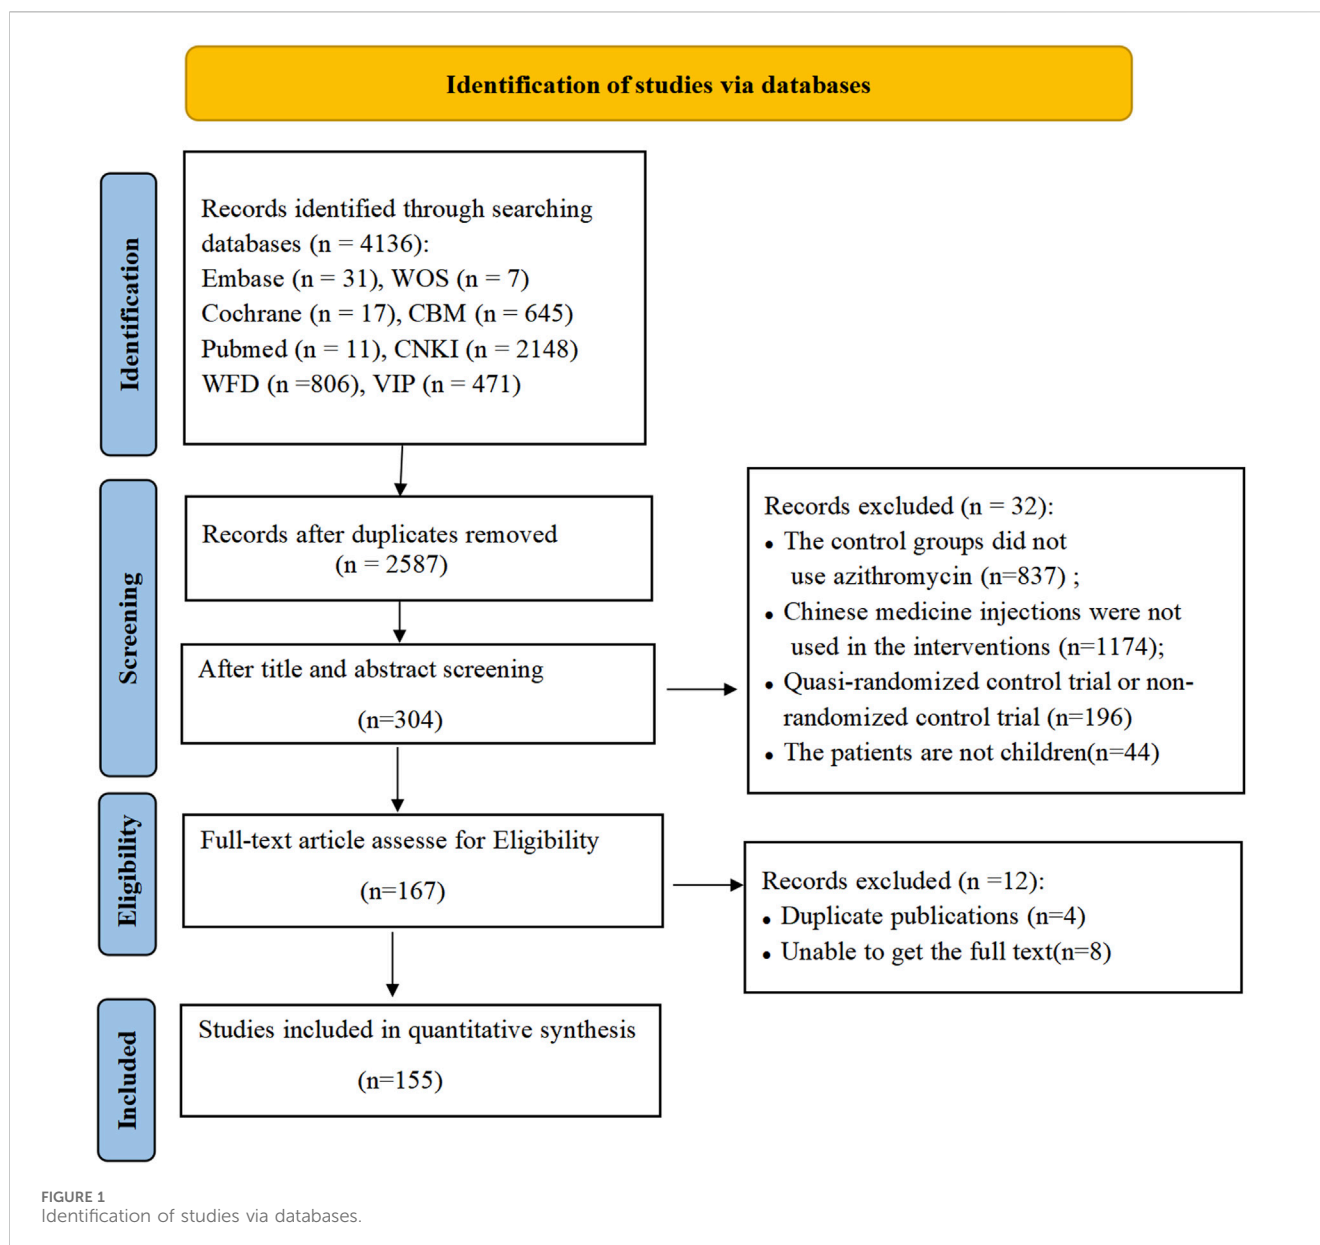 Identification of studies via databases
Identification
Records identified through searching
databases (n = 4136):
Embase (n = 31), WOS (n = 7)
Cochrane (n = 17), CBM (n = 645)
Pubmed (n = 11), CNKI (n = 2148)
WFD (n =806), VIP (n = 471)
Screening
Records after duplicates removed
(n = 2587)
After title and abstract screening
(n=304)
Records excluded (n = 32):
• The control groups did not
use azithromycin (n=837) ;
• Chinese medicine injections were not
used in the interventions (n=1174);
• Quasi-randomized control trial or non-
randomized control trial (n=196)
• The patients are not children(n=44)
Eligibility
Full-text article assesse for Eligibility
(n=167)
Records excluded (n =12):
• Duplicate publications (n=4)
• Unable to get the full text(n=8)
Included
Studies included in quantitative synthesis
(n=155)
FIGURE 1
Identification of studies via databases.